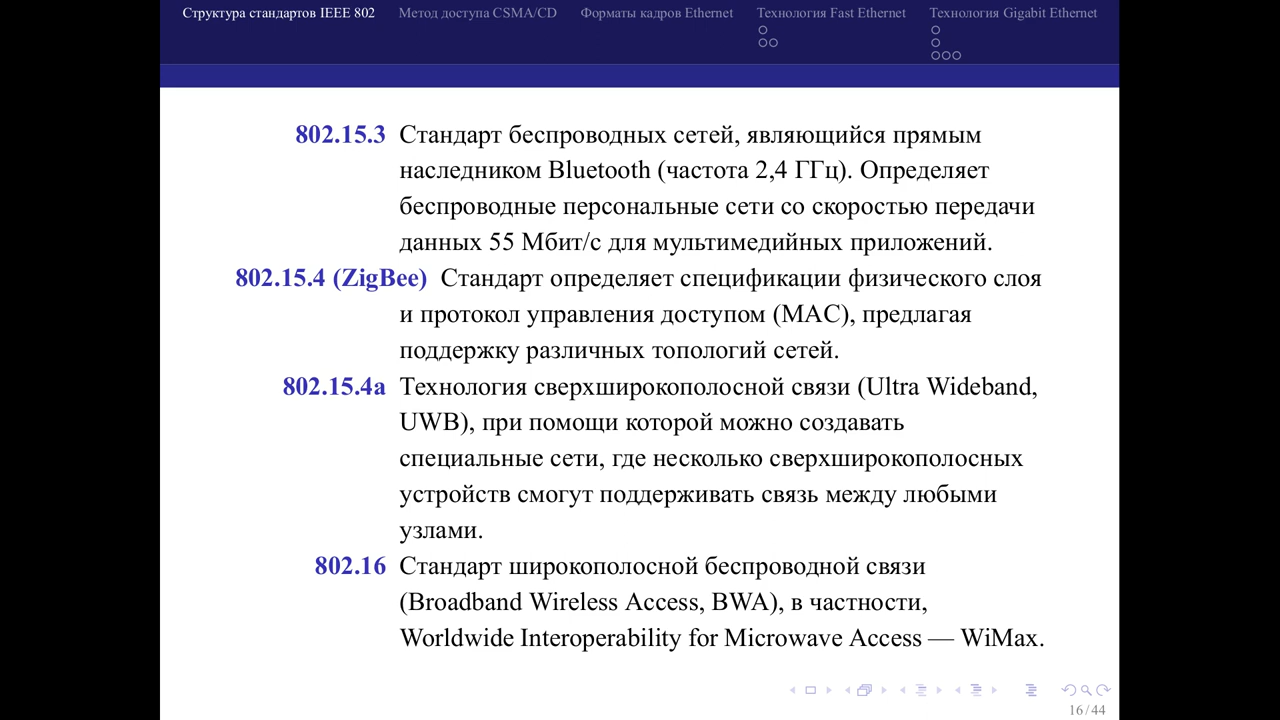 Структура стандартов IEEE 802 Метод доступа CSMA/CD Форматы кадров Ethernet Технология Fast Ethernet Технология Gigabit Ethernet
802.15.3 Стандарт беспроводных сетей, являющийся прямым
наследником Bluetooth (частота 2,4 ГГц). Определяет
беспроводные персональные сети со скоростью передачи
данных 55 Мбит/с для мультимедийных приложений.
802.15.4 (ZigBee) Стандарт определяет спецификации физического слоя
и протокол управления доступом (MAC), предлагая
поддержку различных топологий сетей.
802.15.4a Технология сверхширокополосной связи (Ultra Wideband,
UWB), при помощи которой можно создавать
специальные сети, где несколько сверхширокополосных
устройств смогут поддерживать связь между любыми
узлами.
802.16 Стандарт широкополосной беспроводной связи
(Broadband Wireless Access, BWA), в частности,
Worldwide Interoperability for Microwave Access — WiMax.
16/44